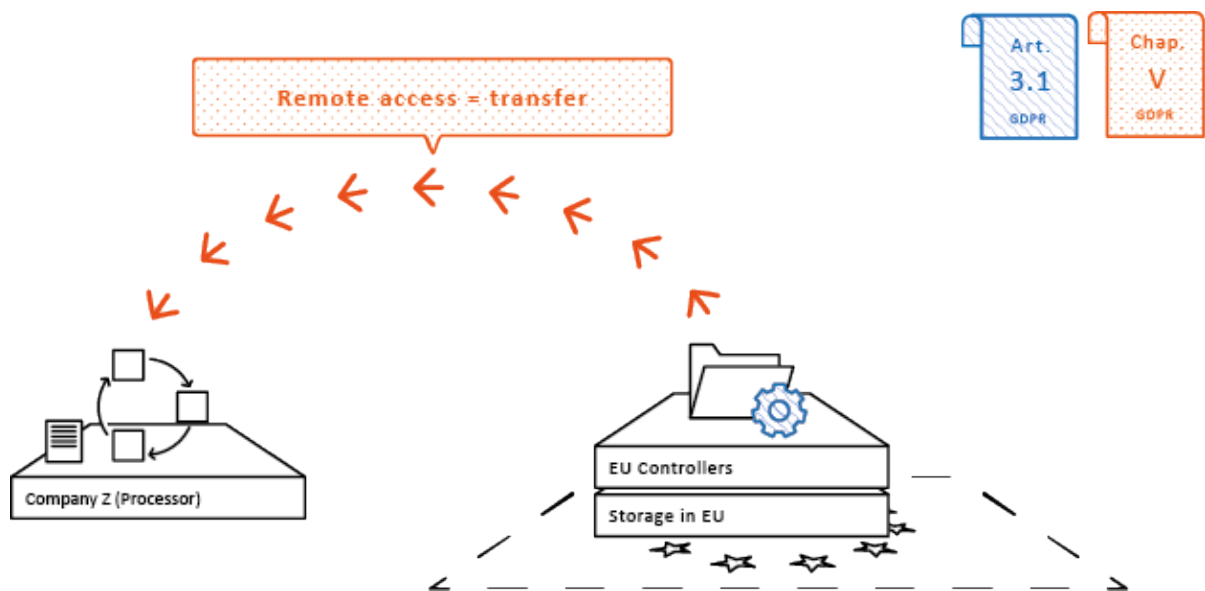 Art.
3.1
GDPR
Chap.
V
GDPR
Remote access = transfer
Company Z (Processor)
EU Controllers
Storage in EU